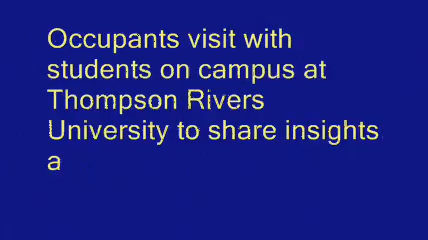 Occupants visit with
students on campus at
Thompson Rivers
University to share insights
a